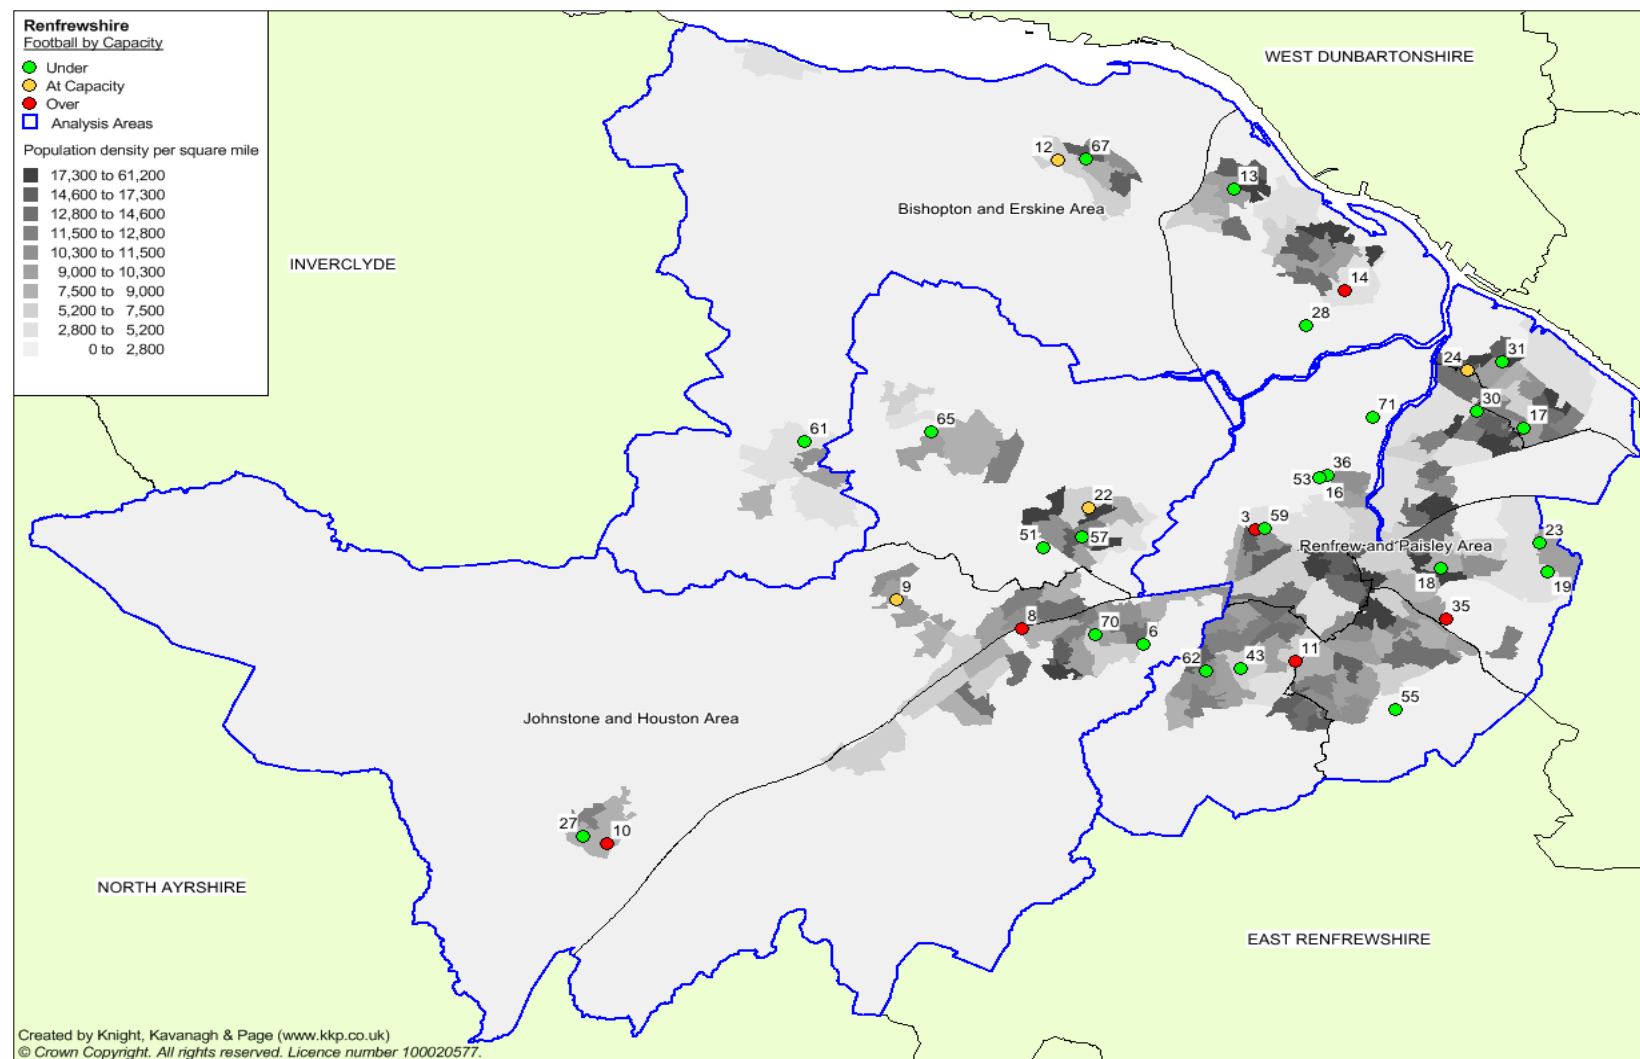 Renfrewshire
Football by Capacity
Under
At Capacity
Over
Analysis Areas
Population density per square mile
17,300 to 61,200
14,600 to 17,300
12,800 to 14,600
11,500 to 12,800
10,300 to 11,500
9,000 to 10,300
7,500 to 9,000
5,200 to 7,500
2,800 to 5,200
0 to 2,800
WEST DUNBARTONSHIRE
12
67
13
Bishopton and Erskine Area
INVERCLYDE
14
28
31
24
71
30
17
61
65
36
53
16
22
3
59
51
57
23
Renfrew and Paisley Area
18
19
9
8
70
6
35
62
43
11
55
Johnstone and Houston Area
27
10
NORTH AYRSHIRE
EAST RENFREWSHIRE
Created by Knight, Kavanagh & Page (www.kkp.co.uk)
© Crown Copyright. All rights reserved. Licence number 100020577.